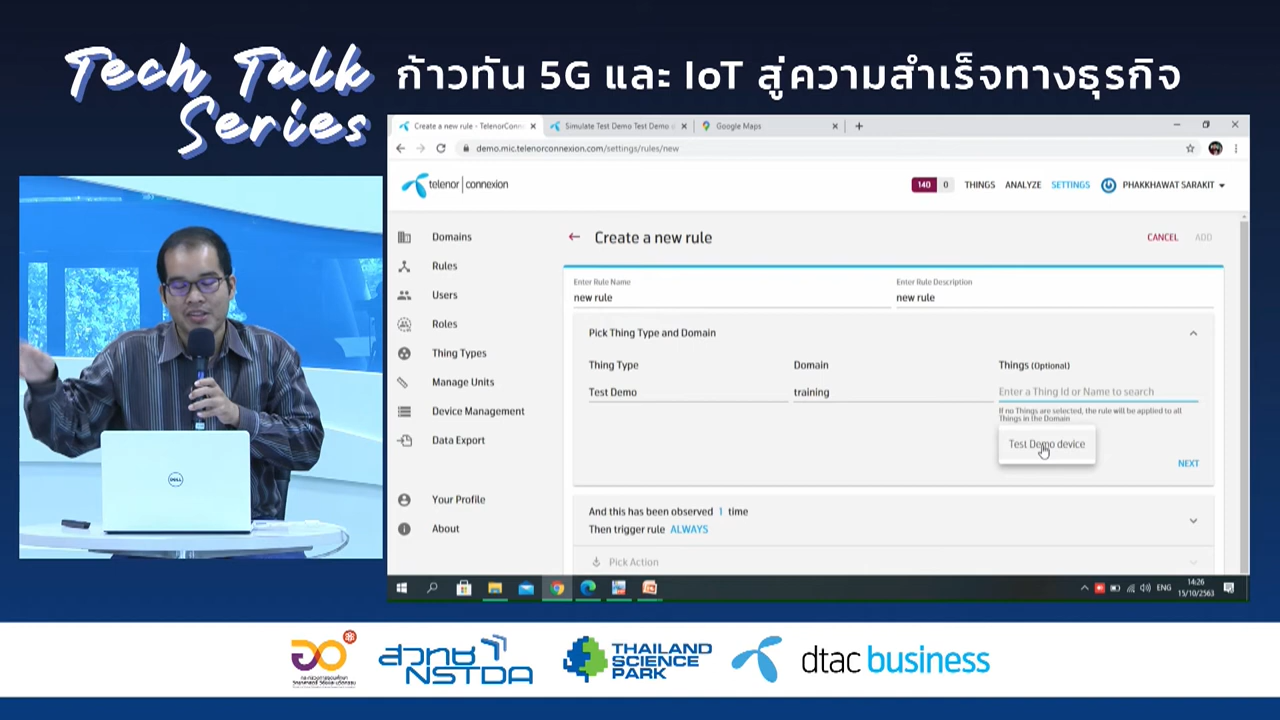 Tech Talk
Series
ก้าวทัน 5G และ IoT สู่ความสำเร็จทางธุรกิจ
Create a new rule - TelenorConn
Simulate Test Demo Test Demo
Google Maps
demo.mic.telenorconnexion.com/settings/rules/new
telenor connexion
140 0 THINGS ANALYZE SETTINGS PHAKKHAWAT SARAKIT
Domains
Rules
Users
Roles
Thing Types
Manage Units
Device Management
Data Export
Your Profile
About
Create a new rule
CANCEL ADD
Enter Rule Name
new rule
Enter Rule Description
new rule
Pick Thing Type and Domain
Thing Type
Test Demo
Domain
training
Things (Optional)
Enter a Thing Id or Name to search
If no Things are selected, the rule will be applied to all
Things in the Domain
Test Demo device
NEXT
And this has been observed 1 time
Then trigger rule ALWAYS
Pick Action
ENG
14:26
15/10/2563
DELL
สวทช
NSTDA
THAILAND
SCIENCE
PARK
dtac business